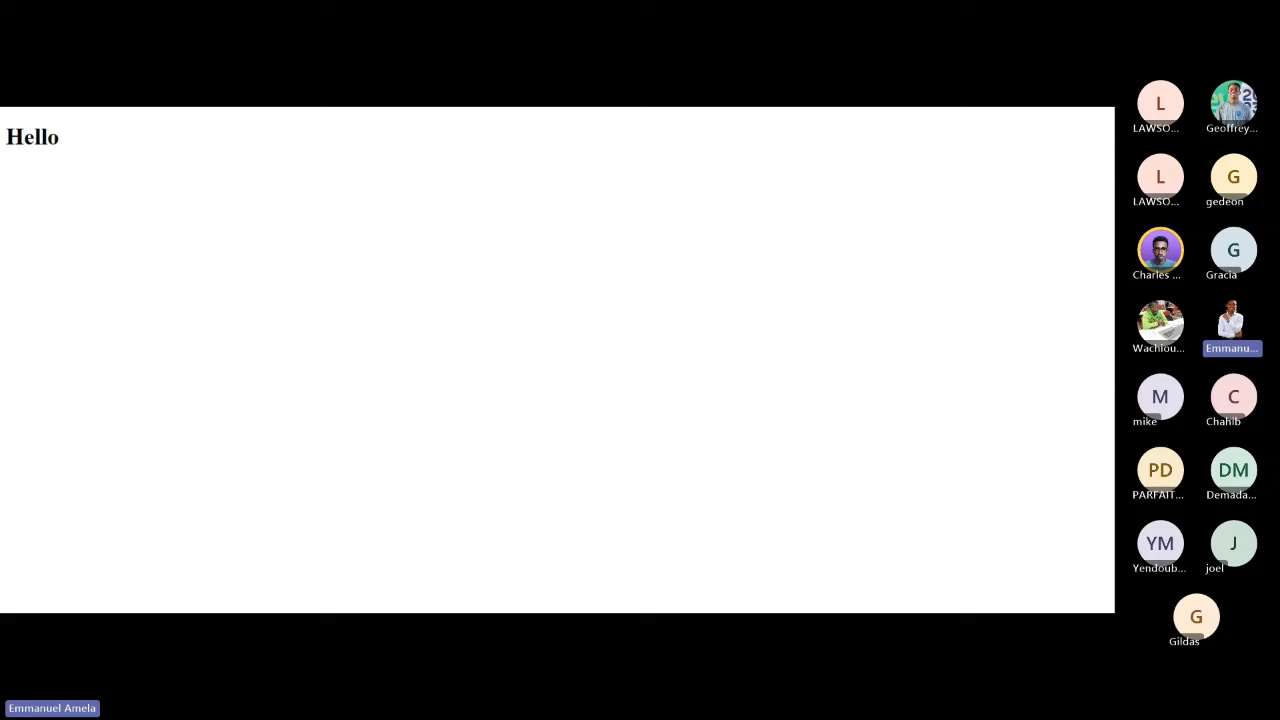 Hello
L
LAWSO...
Geoffrey...
L
LAWSO...
G
gedeon
Charles ...
G
Gracia
Wachiou...
Emmanu...
M
mike
C
Chahib
PD
PARFAIT...
DM
Demada...
YM
Yendoub...
J
joel
G
Gildas
Emmanuel Amela